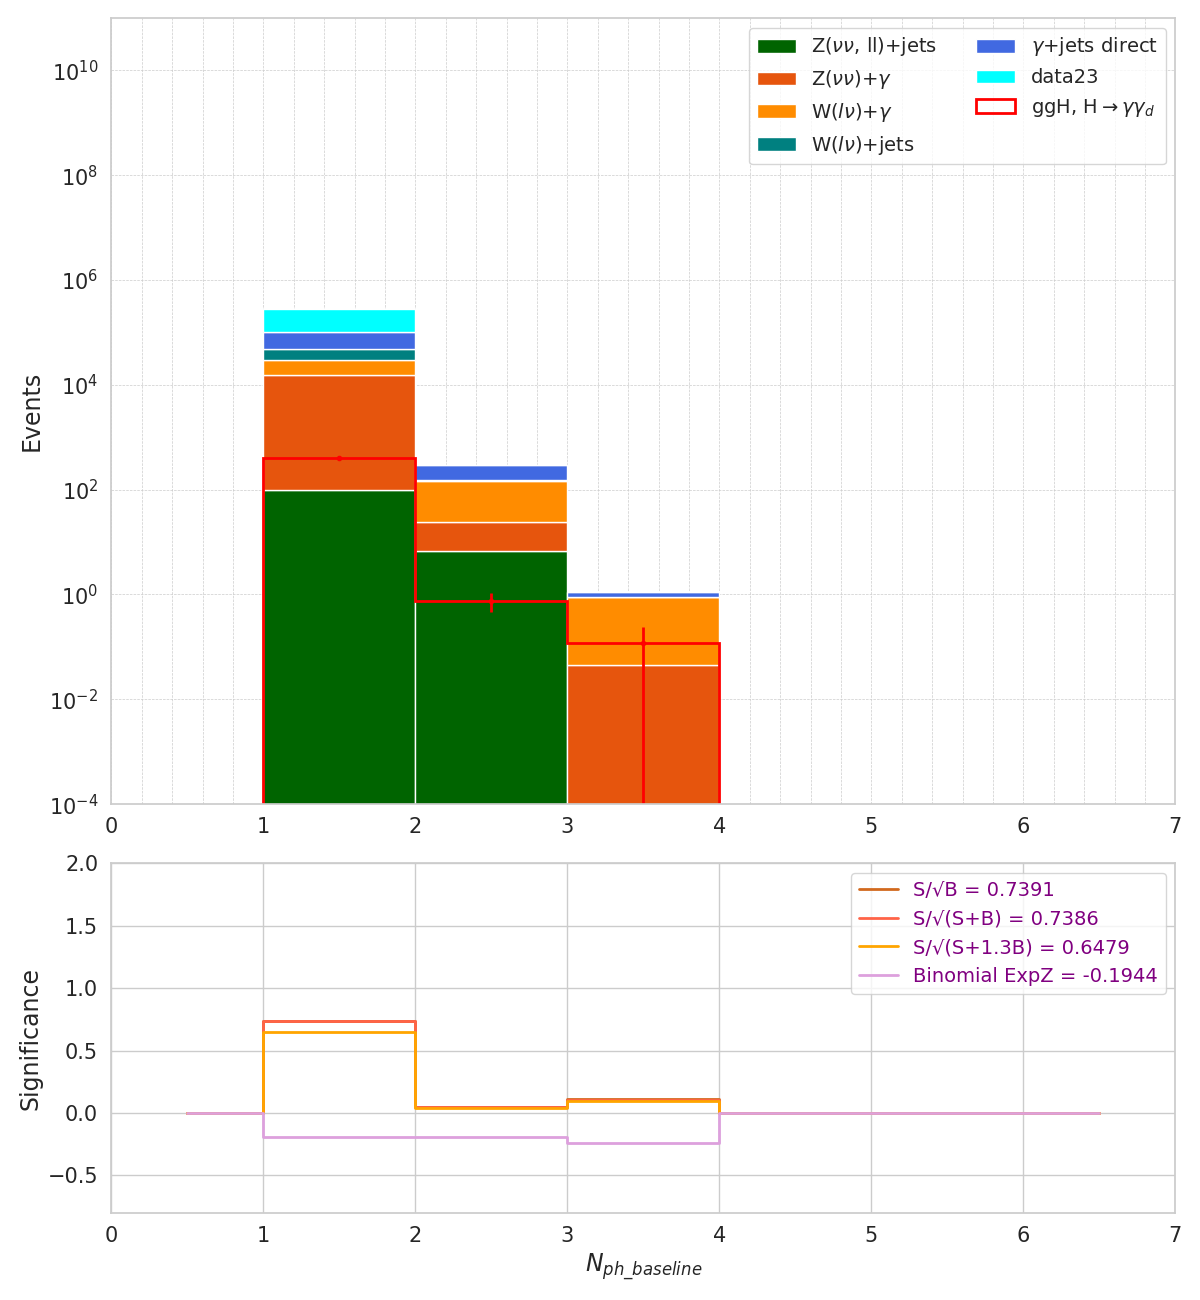 Z(νν, ll)+jets
Z(νν)+γ
W(lν)+γ
W(lν)+jets
γ+jets direct
data23
ggH, H→γγ_d
Events
10^10
10^8
10^6
10^4
10^2
10^0
10^−2
10^−4
0 1 2 3 4 5 6 7
S/√B = 0.7391
S/√(S+B) = 0.7386
S/√(S+1.3B) = 0.6479
Binomial ExpZ = -0.1944
Significance
2.0
1.5
1.0
0.5
0.0
−0.5
0 1 2 3 4 5 6 7
N_ph_baseline